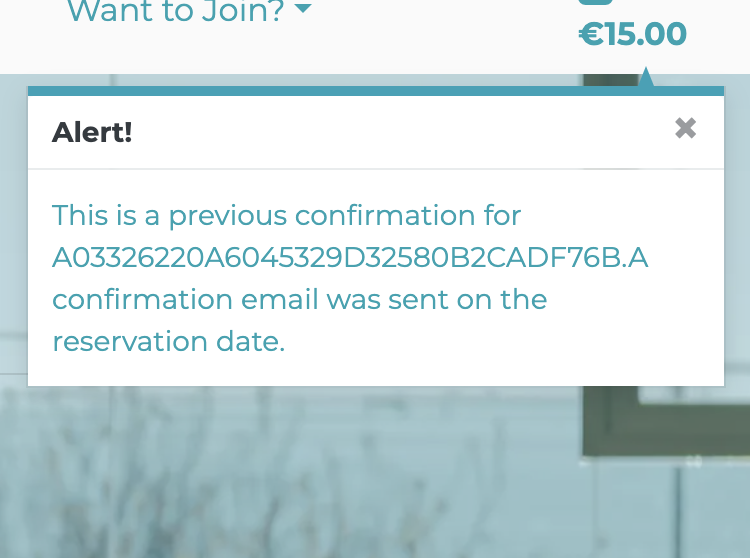 Want to Join?
€15.00
Alert!
This is a previous confirmation for
A03326220A6045329D32580B2CADF76B.A
confirmation email was sent on the
reservation date.